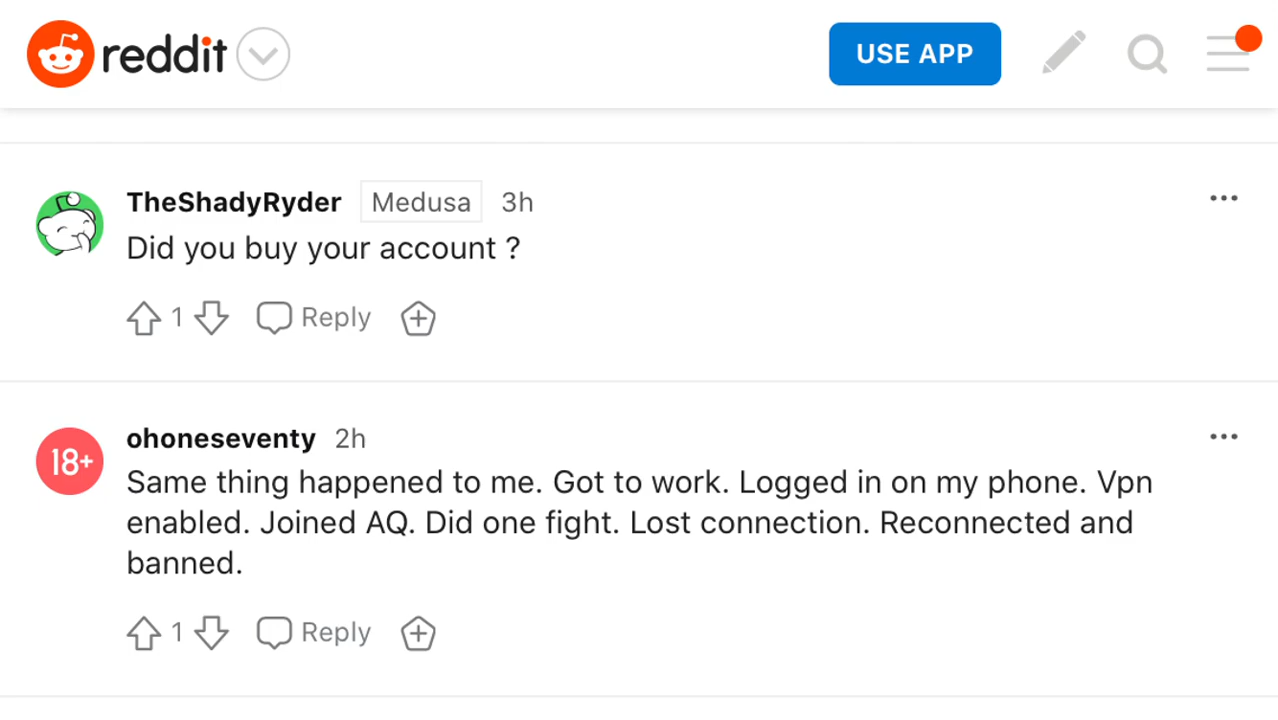 reddit
USE APP
TheShadyRyder Medusa 3h
Did you buy your account ?
1 Reply
18+
ohoneseventy 2h
Same thing happened to me. Got to work. Logged in on my phone. Vpn
enabled. Joined AQ. Did one fight. Lost connection. Reconnected and
banned.
1 Reply